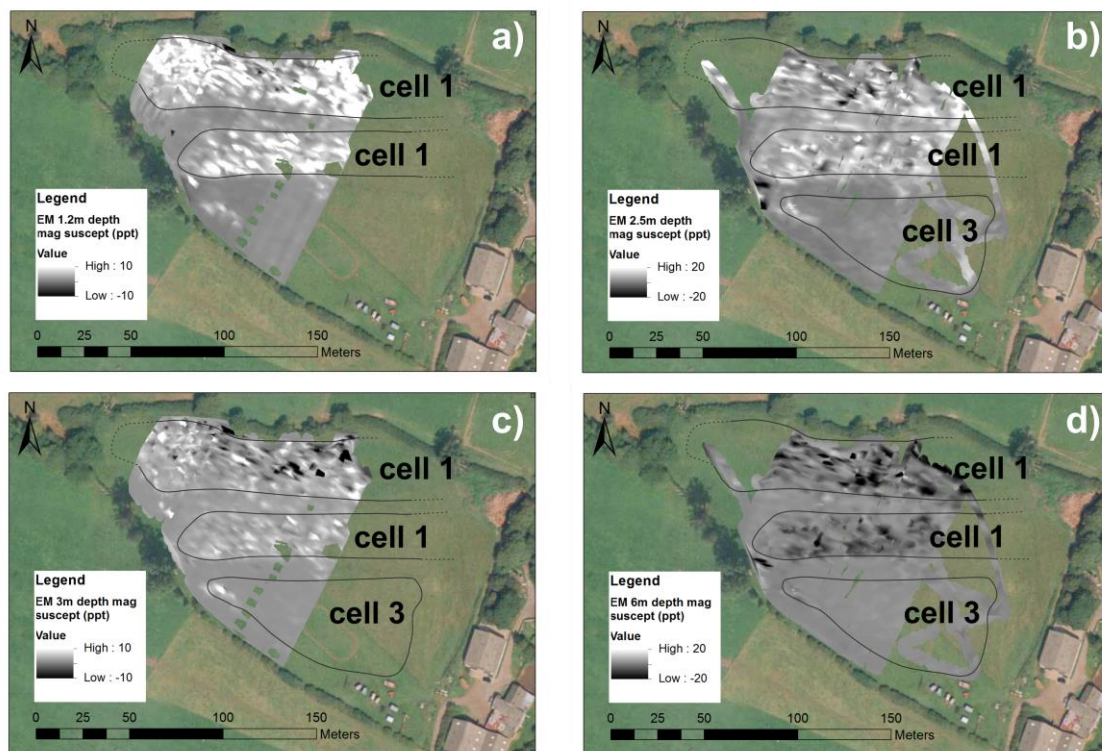 N
a)
cell 1
cell 1
Legend
EM 1.2m depth
mag suscept (ppt)
Value
High : 10
Low : -10
0 50 100 150
Meters
N
b)
cell 1
cell 1
cell 3
Legend
EM 2.5m depth
mag suscept (ppt)
Value
High : 20
Low : -20
0 50 100 150
Meters
N
c)
cell 1
cell 1
cell 3
Legend
EM 3m depth mag
suscept (ppt)
Value
High : 10
Low : -10
0 50 100 150
Meters
N
d)
cell 1
cell 1
cell 3
Legend
EM 6m depth mag
suscept (ppt)
Value
High : 20
Low : -20
0 50 100 150
Meters